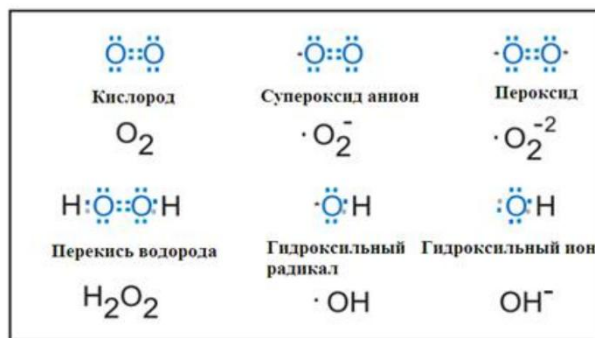 O::O
·O::O
·O::O·
Кислород
Супероксид анион
Пероксид
O₂
·O₂⁻
·O₂⁻²
H:O::O:H
·O:H
:O:H
Перекись водорода
Гидроксильный радикал
Гидроксильный ион
H₂O₂
·OH
OH⁻